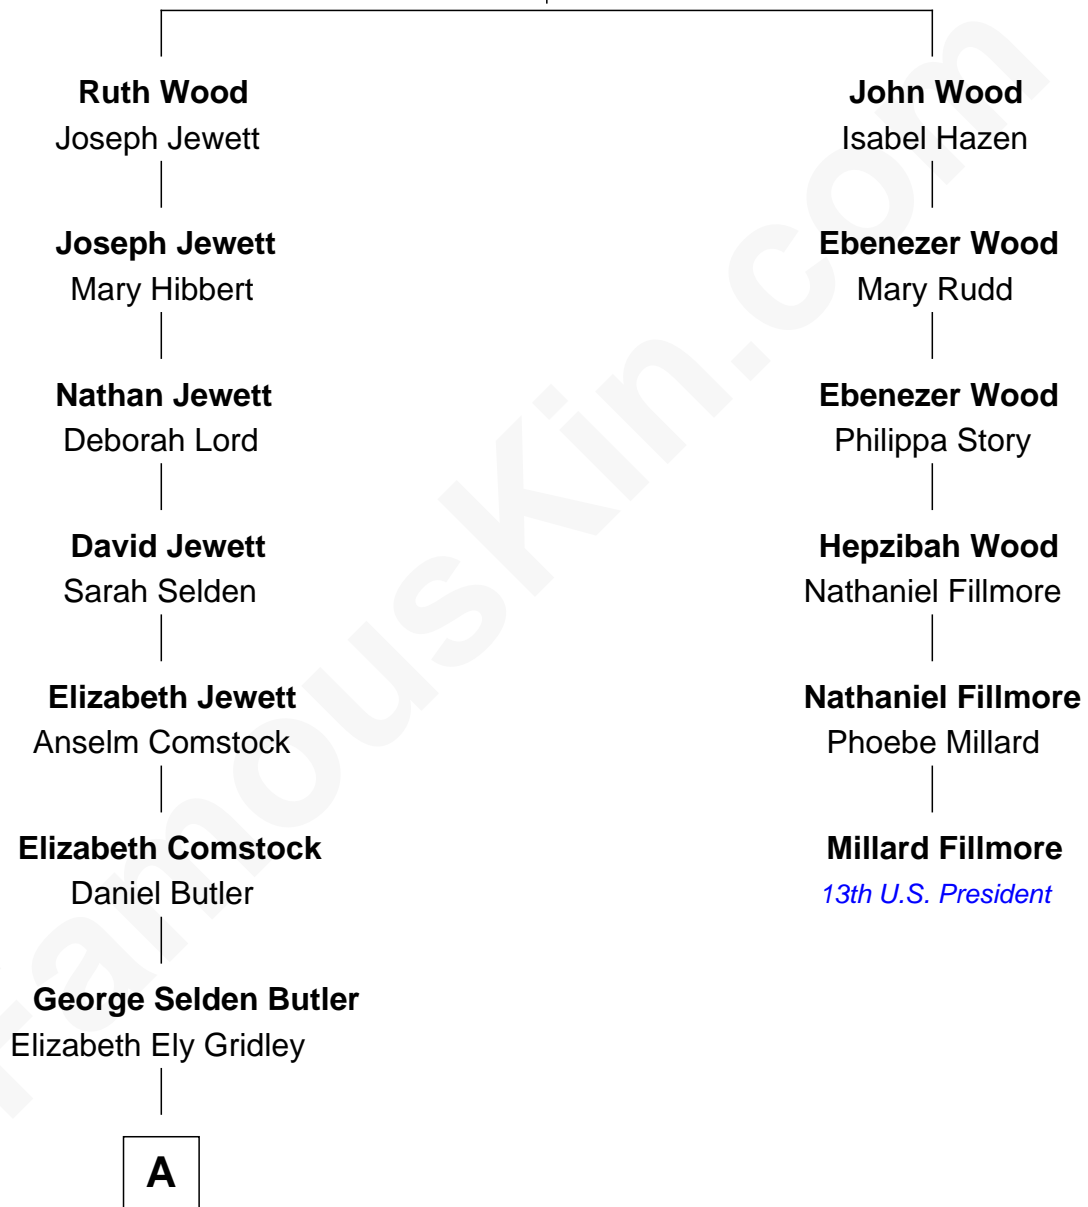 Ruth Wood
Joseph Jewett
Joseph Jewett
Mary Hibbert
Nathan Jewett
Deborah Lord
David Jewett
Sarah Selden
Elizabeth Jewett
Anselm Comstock
Elizabeth Comstock
Daniel Butler
George Selden Butler
Elizabeth Ely Gridley
A
John Wood
Isabel Hazen
Ebenezer Wood
Mary Rudd
Ebenezer Wood
Philippa Story
Hepzibah Wood
Nathaniel Fillmore
Nathaniel Fillmore
Phoebe Millard
Millard Fillmore
13th U.S. President
FamousKin.com